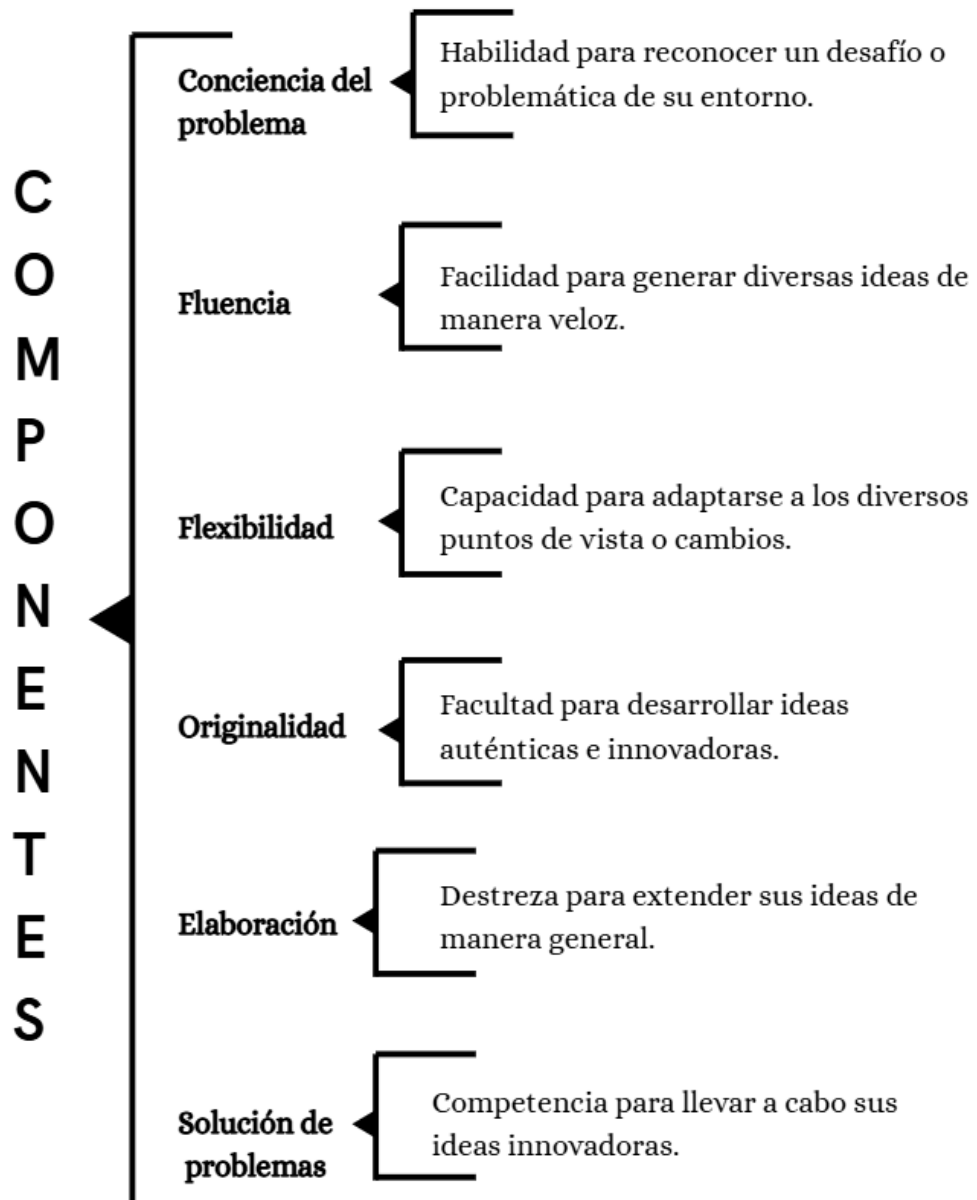 COMPONENTES
Conciencia del
problema
Habilidad para reconocer un desafío o
problemática de su entorno.
Fluencia
Facilidad para generar diversas ideas de
manera veloz.
Flexibilidad
Capacidad para adaptarse a los diversos
puntos de vista o cambios.
Originalidad
Facultad para desarrollar ideas
auténticas e innovadoras.
Elaboración
Destreza para extender sus ideas de
manera general.
Solución de
problemas
Competencia para llevar a cabo sus
ideas innovadoras.